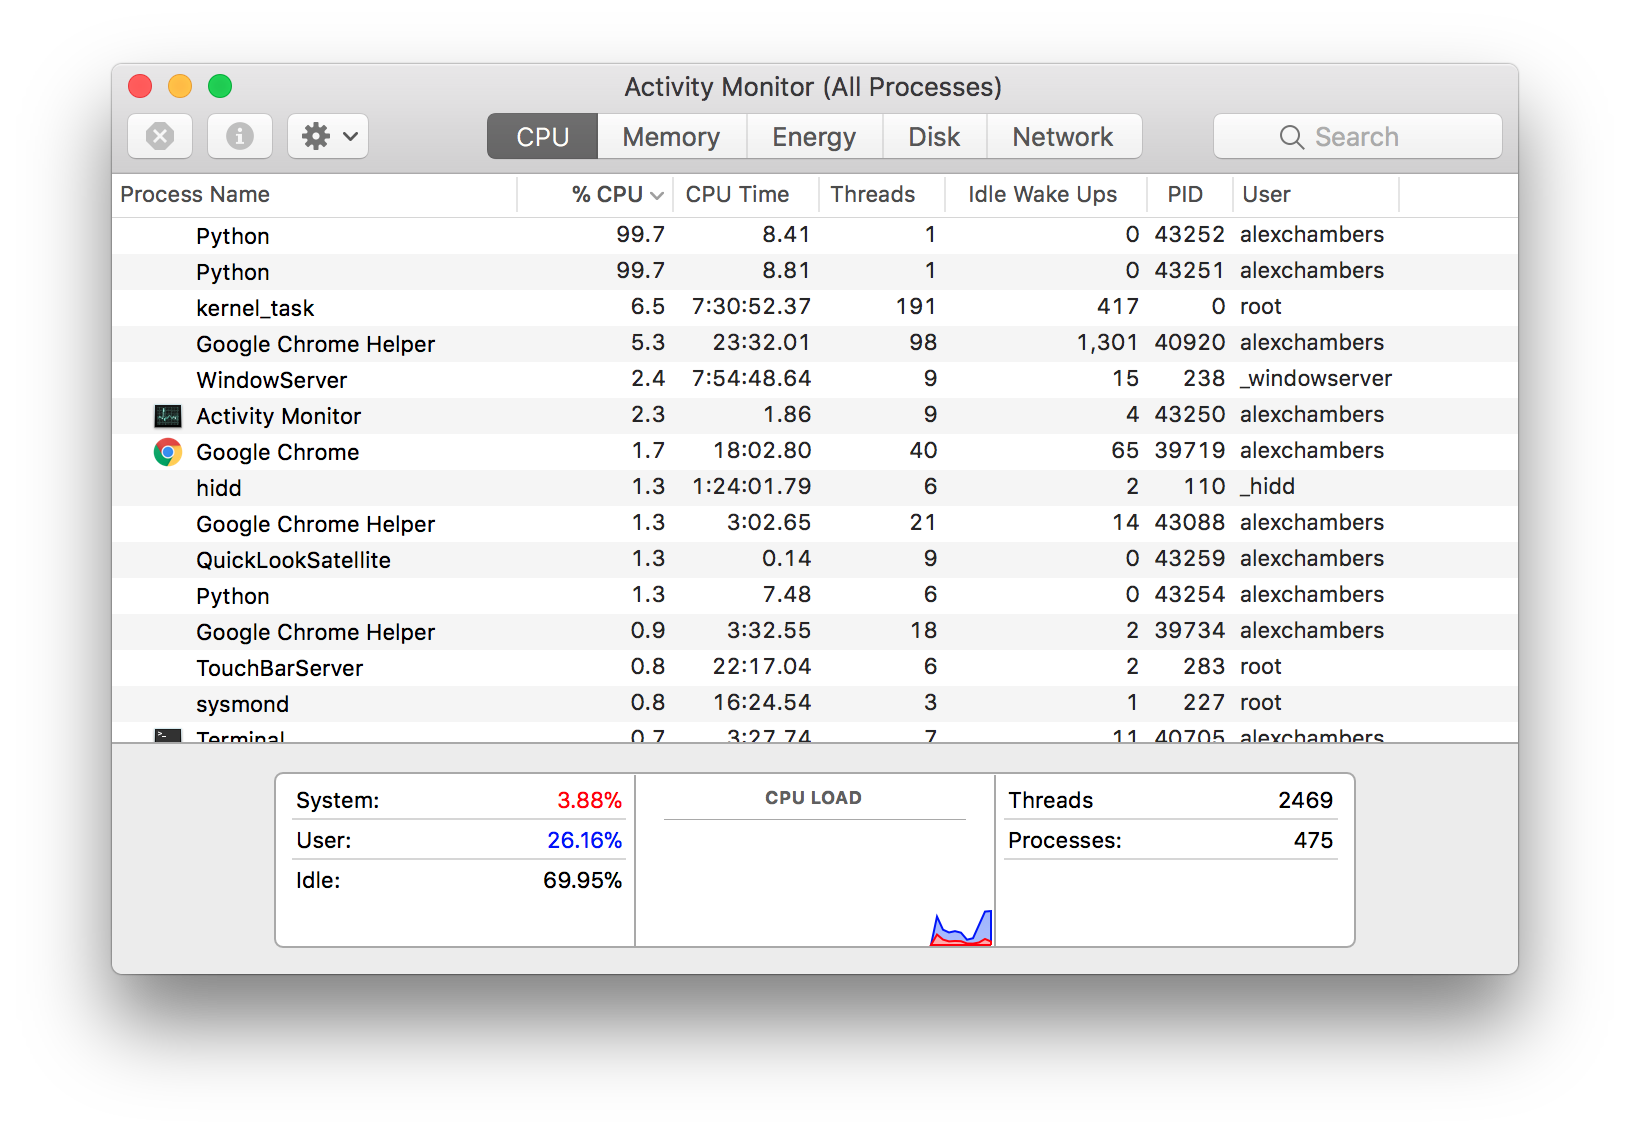 Activity Monitor (All Processes)
CPU Memory Energy Disk Network Search
Process Name % CPU CPU Time Threads Idle Wake Ups PID User
Python 99.7 8.41 1 0 43252 alexchambers
Python 99.7 8.81 1 0 43251 alexchambers
kernel_task 6.5 7:30:52.37 191 417 0 root
Google Chrome Helper 5.3 23:32.01 98 1,301 40920 alexchambers
WindowServer 2.4 7:54:48.64 9 15 238 _windowserver
Activity Monitor 2.3 1.86 9 4 43250 alexchambers
Google Chrome 1.7 18:02.80 40 65 39719 alexchambers
hidd 1.3 1:24:01.79 6 2 110 _hidd
Google Chrome Helper 1.3 3:02.65 21 14 43088 alexchambers
QuickLookSatellite 1.3 0.14 9 0 43259 alexchambers
Python 1.3 7.48 6 0 43254 alexchambers
Google Chrome Helper 0.9 3:32.55 18 2 39734 alexchambers
TouchBarServer 0.8 22:17.04 6 2 283 root
sysmond 0.8 16:24.54 3 1 227 root
Terminal 0.7 3:27.74 7 11 40705 alexchambers
System: 3.88% CPU LOAD Threads 2469
User: 26.16% Processes: 475
Idle: 69.95%